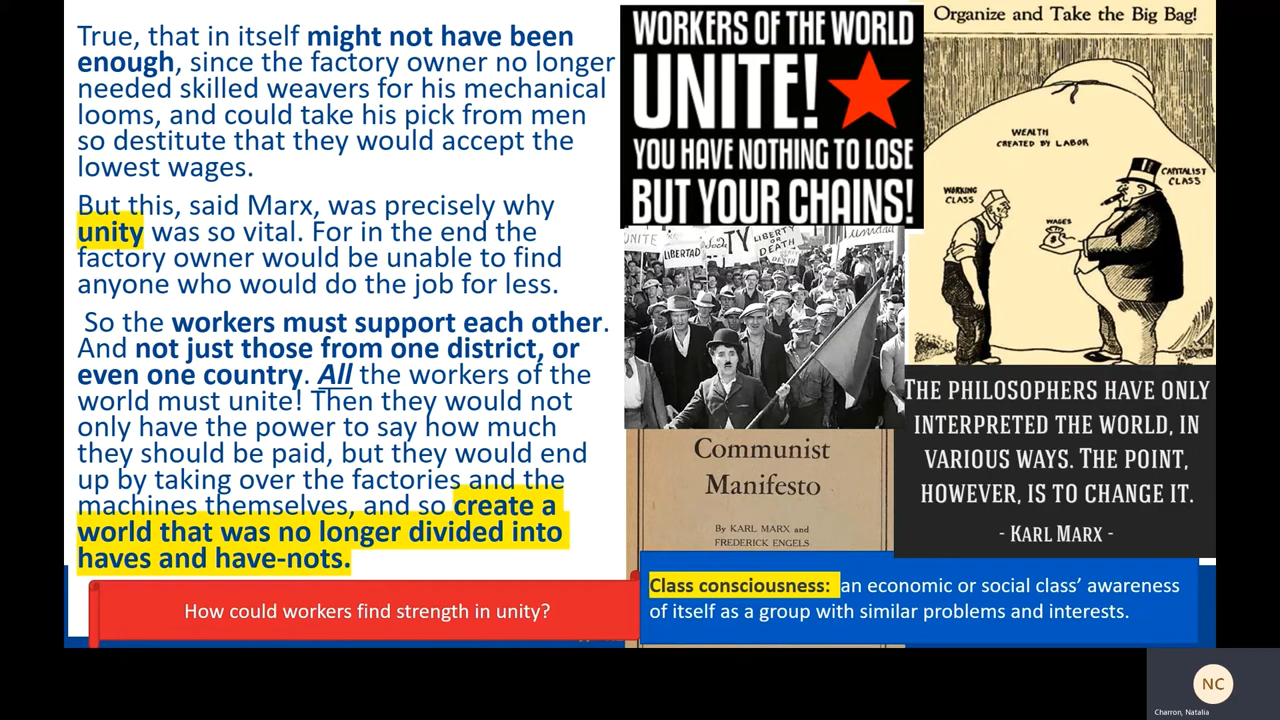 True, that in itself might not have been
enough, since the factory owner no longer
needed skilled weavers for his mechanical
looms, and could take his pick from men
so destitute that they would accept the
lowest wages.
But this, said Marx, was precisely why
unity was so vital. For in the end the
factory owner would be unable to find
anyone who would do the job for less.
So the workers must support each other.
And not just those from one district, or
even one country. All the workers of the
world must unite! Then they would not
only have the power to say how much
they should be paid, but they would end
up by taking over the factories and the
machines themselves, and so create a
world that was no longer divided into
haves and have-nots.
How could workers find strength in unity?
WORKERS OF THE WORLD
UNITE!
YOU HAVE NOTHING TO LOSE
BUT YOUR CHAINS!
Organize and Take the Big Bag!
WEALTH
CREATED BY LABOR
WORKING
CLASS
CAPITALIST
CLASS
WAGES
UNITE
LIBERTAD
LIBERTY
OR
DEATH
Communist
Manifesto
By KARL MARX and
FREDERICK ENGELS
THE PHILOSOPHERS HAVE ONLY
INTERPRETED THE WORLD, IN
VARIOUS WAYS. THE POINT,
HOWEVER, IS TO CHANGE IT.
- KARL MARX -
Class consciousness: an economic or social class’ awareness
of itself as a group with similar problems and interests.
NC
Charron, Natalia